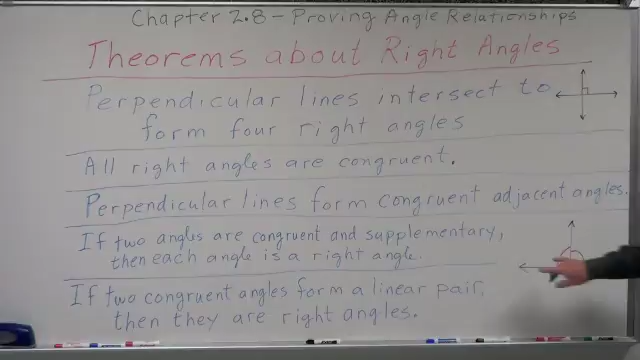 Chapter 2.8 - Proving Angle Relationships
Theorems about Right Angles
Perpendicular lines intersect to
form four right angles
All right angles are congruent.
Perpendicular lines form congruent adjacent angles.
If two angles are congruent and supplementary,
then each angle is a right angle.
If two congruent angles form a linear pair,
then they are right angles.